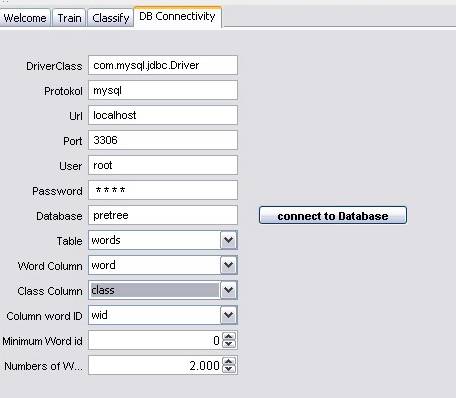 Welcome Train Classify DB Connectivity
DriverClass com.mysql.jdbc.Driver
Protokol mysql
Url localhost
Port 3306
User root
Password ****
Database pretree connect to Database
Table words
Word Column word
Class Column class
Column word ID wid
Minimum Word id 0
Numbers of W... 2.000